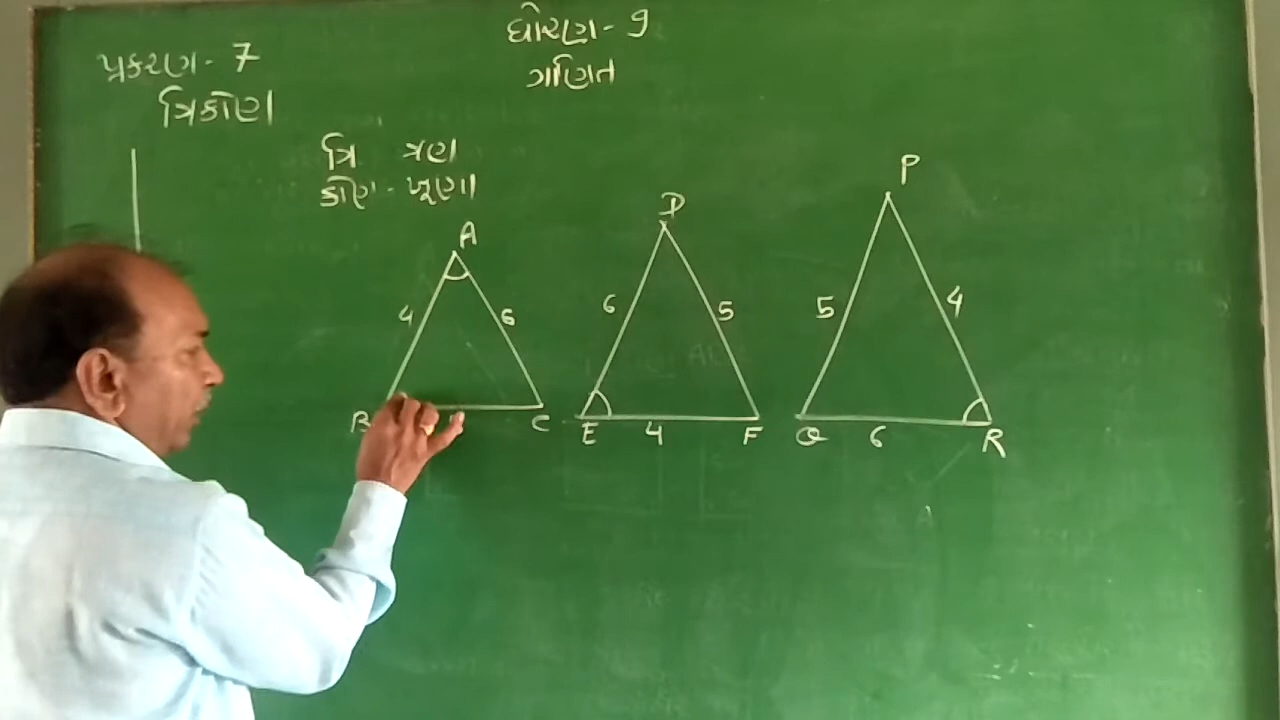 ધોરણ - 9
ગણિત
પ્રકરણ - 7
ત્રિકોણ
ત્રિ ત્રણ
કોણ - ખૂણા
A
4 6
B C
D
6 5
E 4 F
P
5 4
Q 6 R